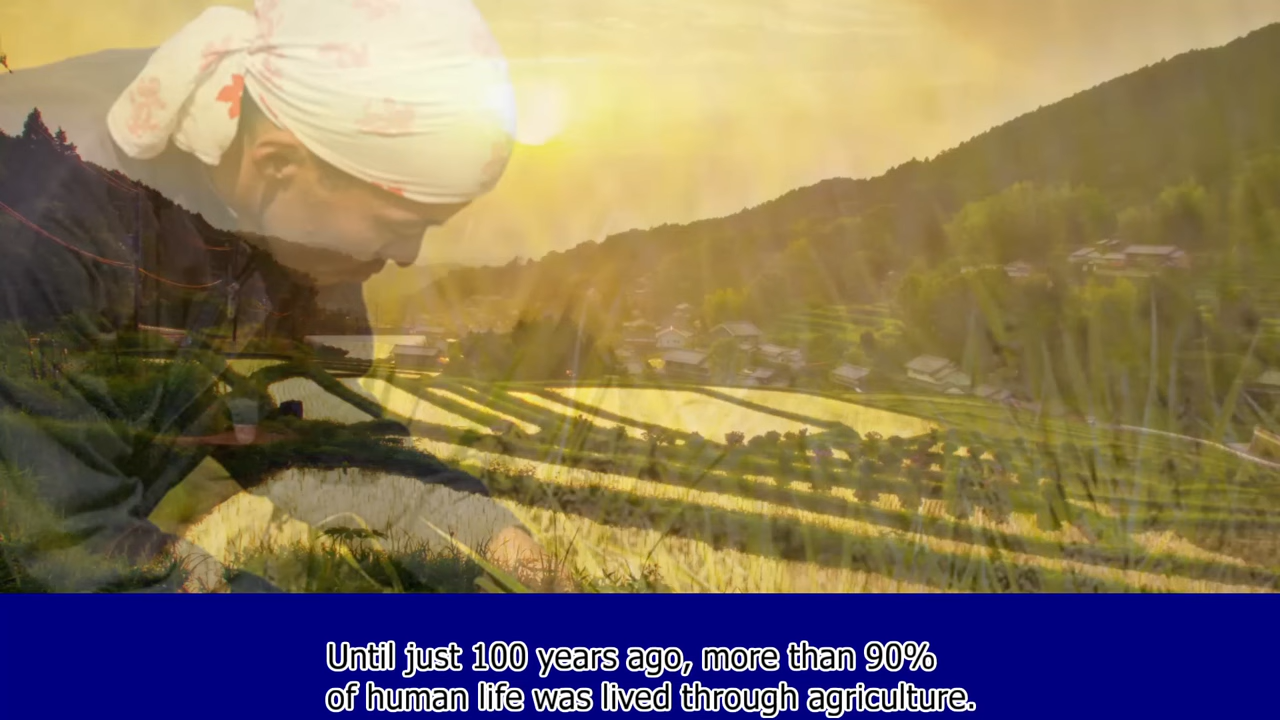 Until just 100 years ago, more than 90%
of human life was lived through agriculture.